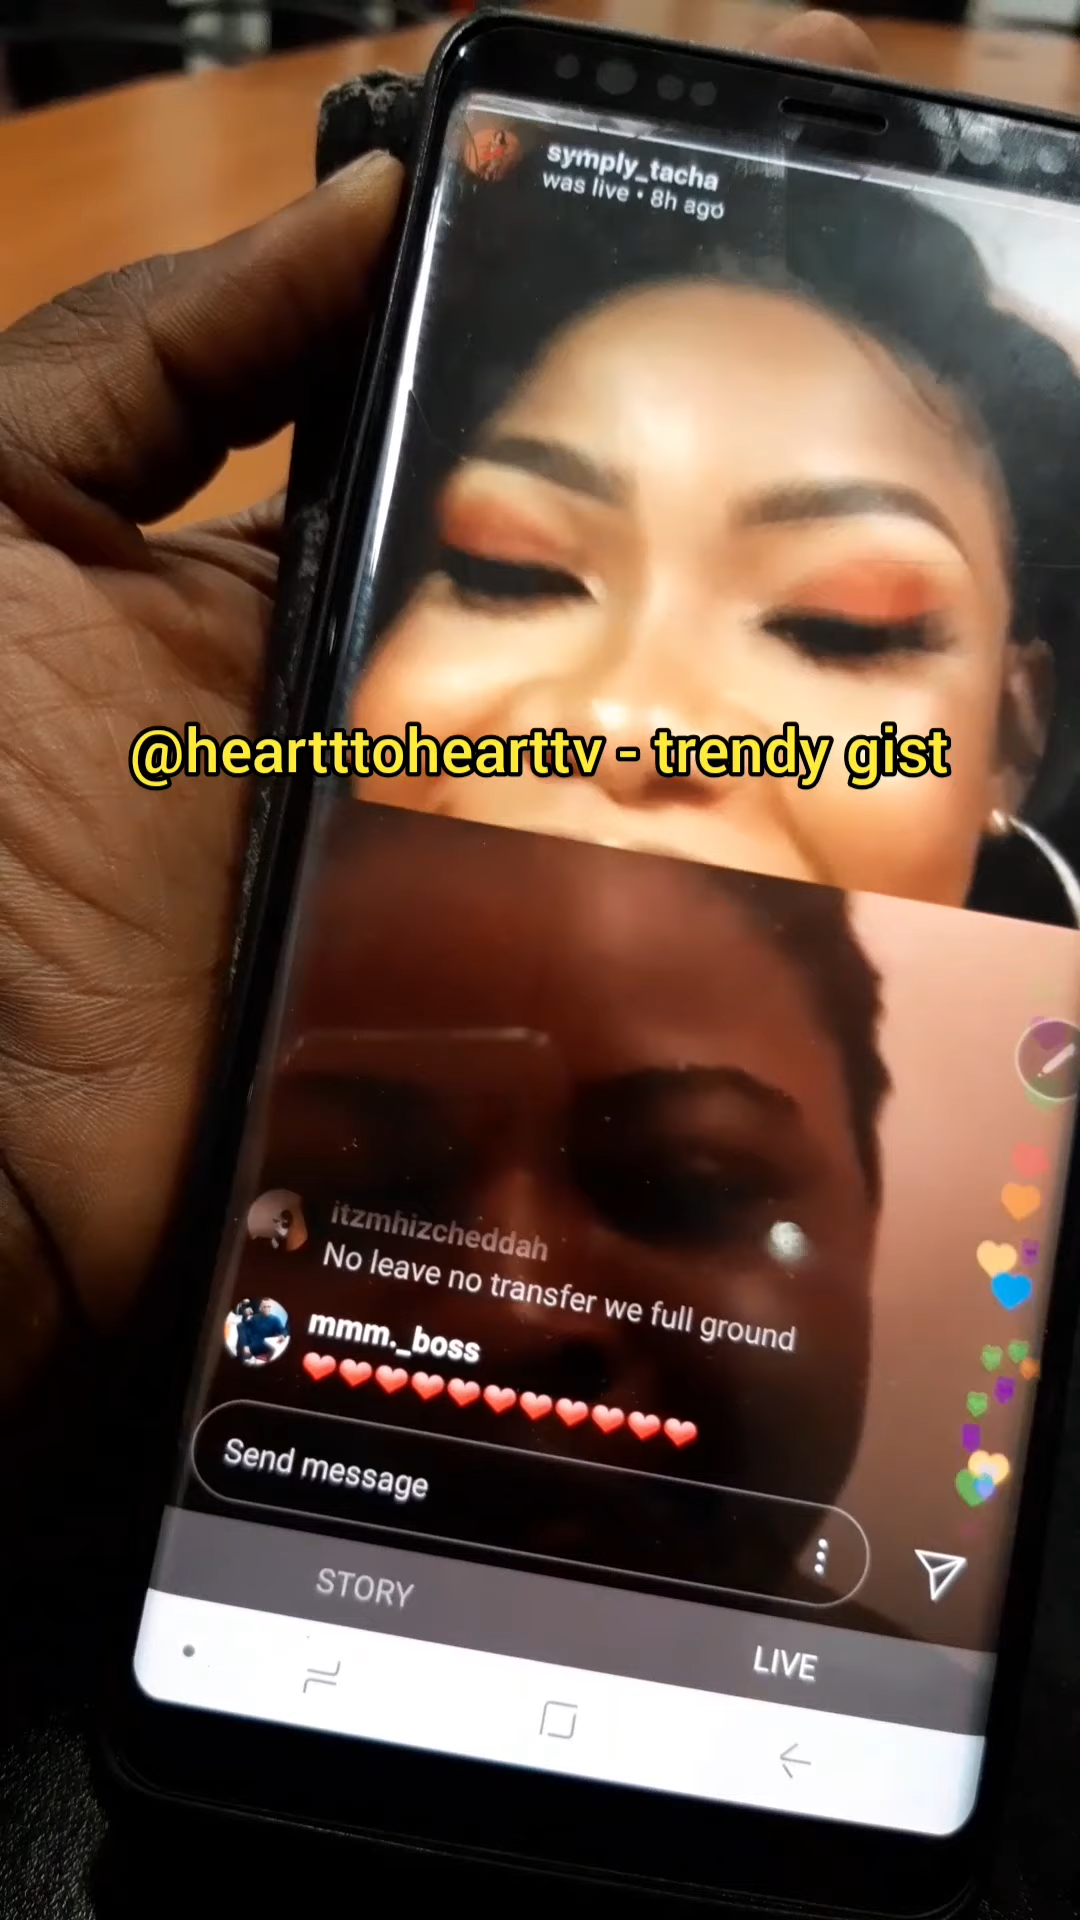 symply_tacha
was live • 8h ago
@heartttohearttv - trendy gist
itzmhizcheddah
No leave no transfer we full ground
mmm._boss
❤❤❤❤❤❤❤❤❤❤❤
Send message
STORY
LIVE